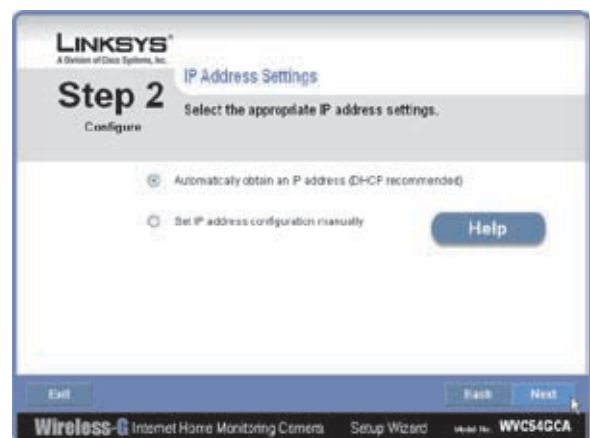 LINKSYS®
A Division of Cisco Systems, Inc.
Step 2
Configure
IP Address Settings
Select the appropriate IP address settings.
Automatically obtain an IP address (DHCP recommended)
Set IP address configuration manually
Help
Exit
Back
Next
Wireless-G Internet Home Monitoring Camera
Setup Wizard
Model No. WVC54GCA